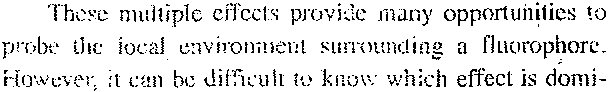 These multiple effects provide many opportunities to
probe the local environment surrounding a fluorophore.
However, it can be difficult to know which effect is domi-